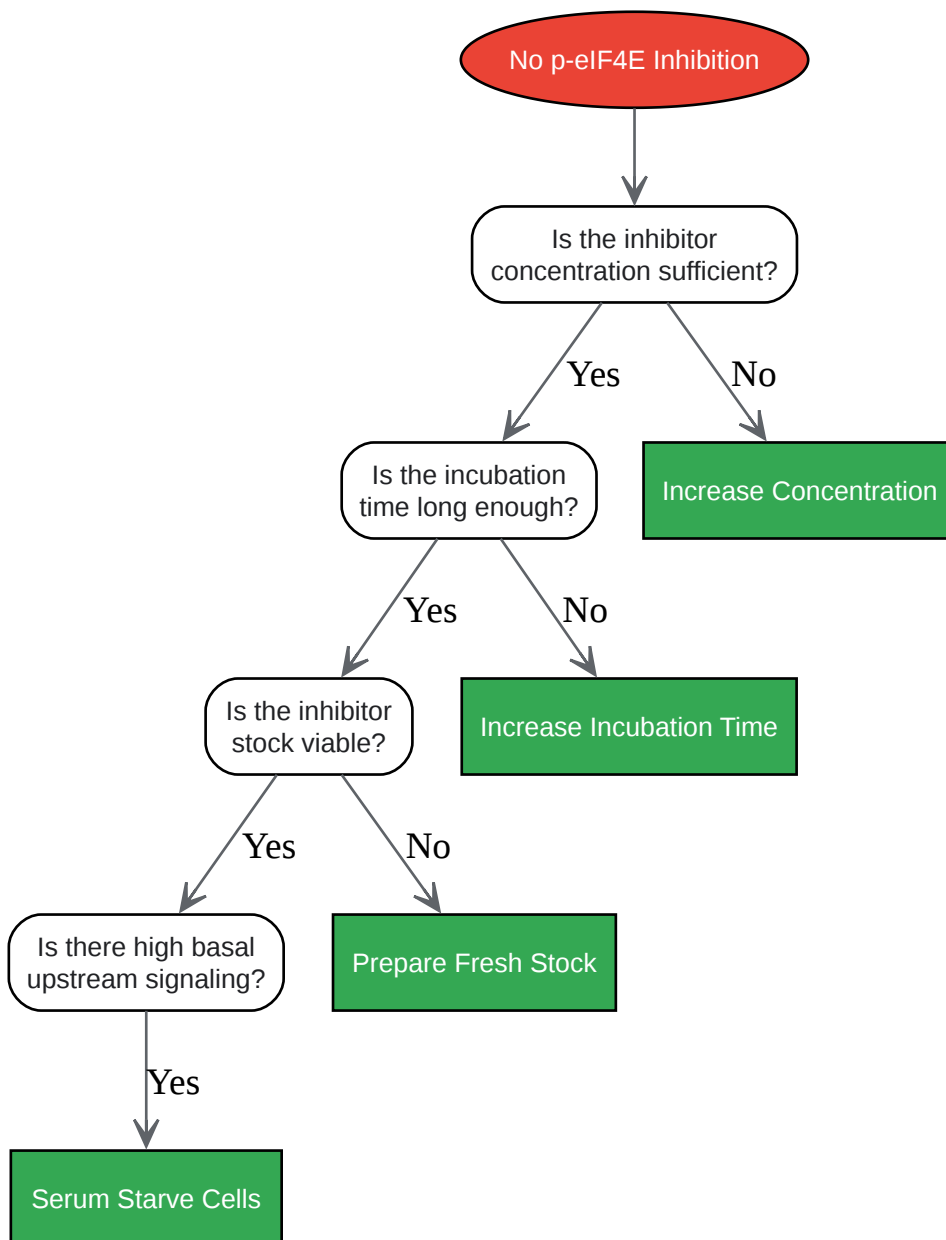 No p-eIF4E Inhibition
Is the inhibitor
concentration sufficient?
Yes
No
Is the incubation
time long enough?
Increase Concentration
Yes
No
Is the inhibitor
stock viable?
Increase Incubation Time
Yes
No
Is there high basal
upstream signaling?
Prepare Fresh Stock
Yes
Serum Starve Cells